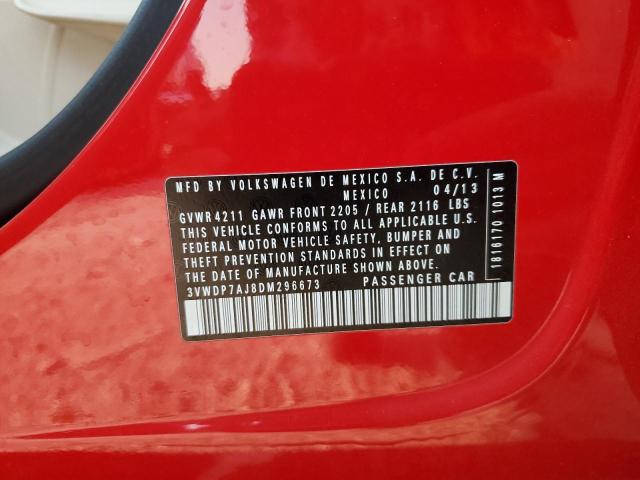 MFD BY VOLKSWAGEN DE MEXICO S.A. DE C.V.
MEXICO 04/13
GVWR 4211 GAWR FRONT 2205 / REAR 2116 LBS
THIS VEHICLE CONFORMS TO ALL APPLICABLE U.S.
FEDERAL MOTOR VEHICLE SAFETY, BUMPER AND
THEFT PREVENTION STANDARDS IN EFFECT ON
DATE OF MANUFACTURE SHOWN ABOVE.
3VWDP7AJ8DM296673 PASSENGER CAR
1816170 1013 M